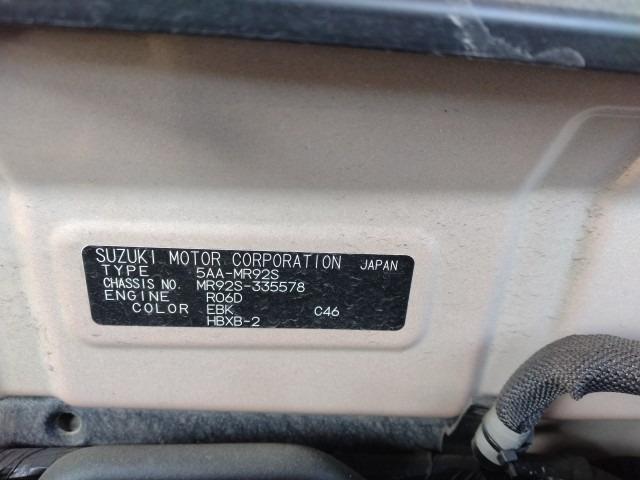 SUZUKI MOTOR CORPORATION JAPAN
TYPE 5AA-MR92S
CHASSIS NO. MR92S-335578
ENGINE R06D
COLOR EBK C46
HBXB-2